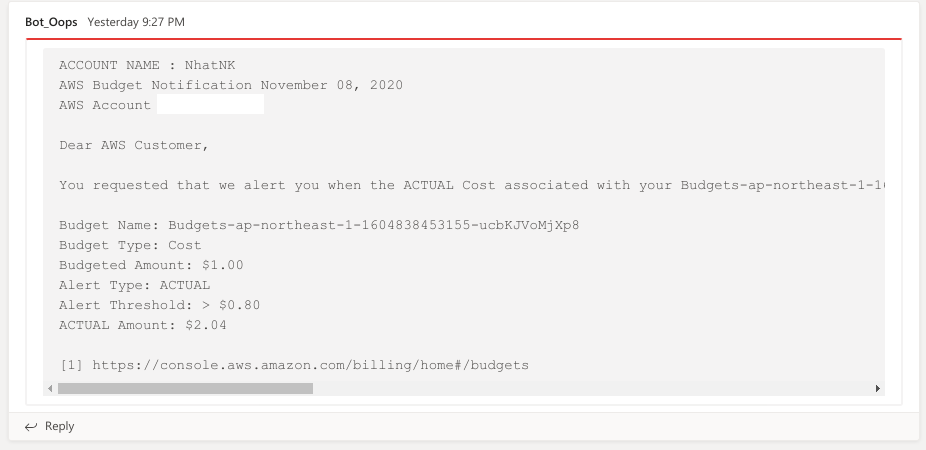 Bot_Oops Yesterday 9:27 PM
ACCOUNT NAME : NhatNK
AWS Budget Notification November 08, 2020
AWS Account
Dear AWS Customer,
You requested that we alert you when the ACTUAL Cost associated with your Budgets-ap-northeast-1-1
Budget Name: Budgets-ap-northeast-1-1604838453155-ucbKJVoMjXp8
Budget Type: Cost
Budgeted Amount: $1.00
Alert Type: ACTUAL
Alert Threshold: > $0.80
ACTUAL Amount: $2.04
[1] https://console.aws.amazon.com/billing/home#/budgets
Reply